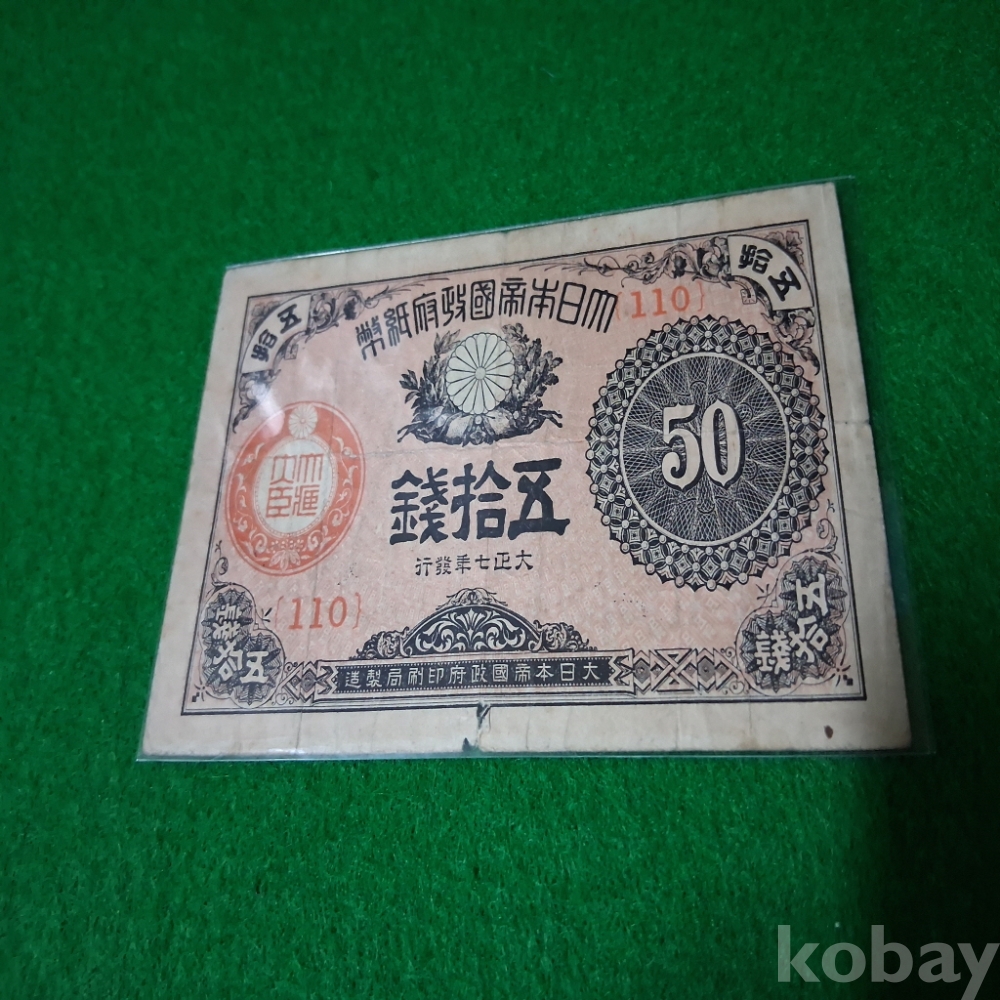 五拾
五拾
大日本帝國政府紙幣
{110}
50
大藏大臣
五拾錢
大正七年發行
{110}
五拾錢
五拾錢
大日本帝國政府印刷局製造
kobay